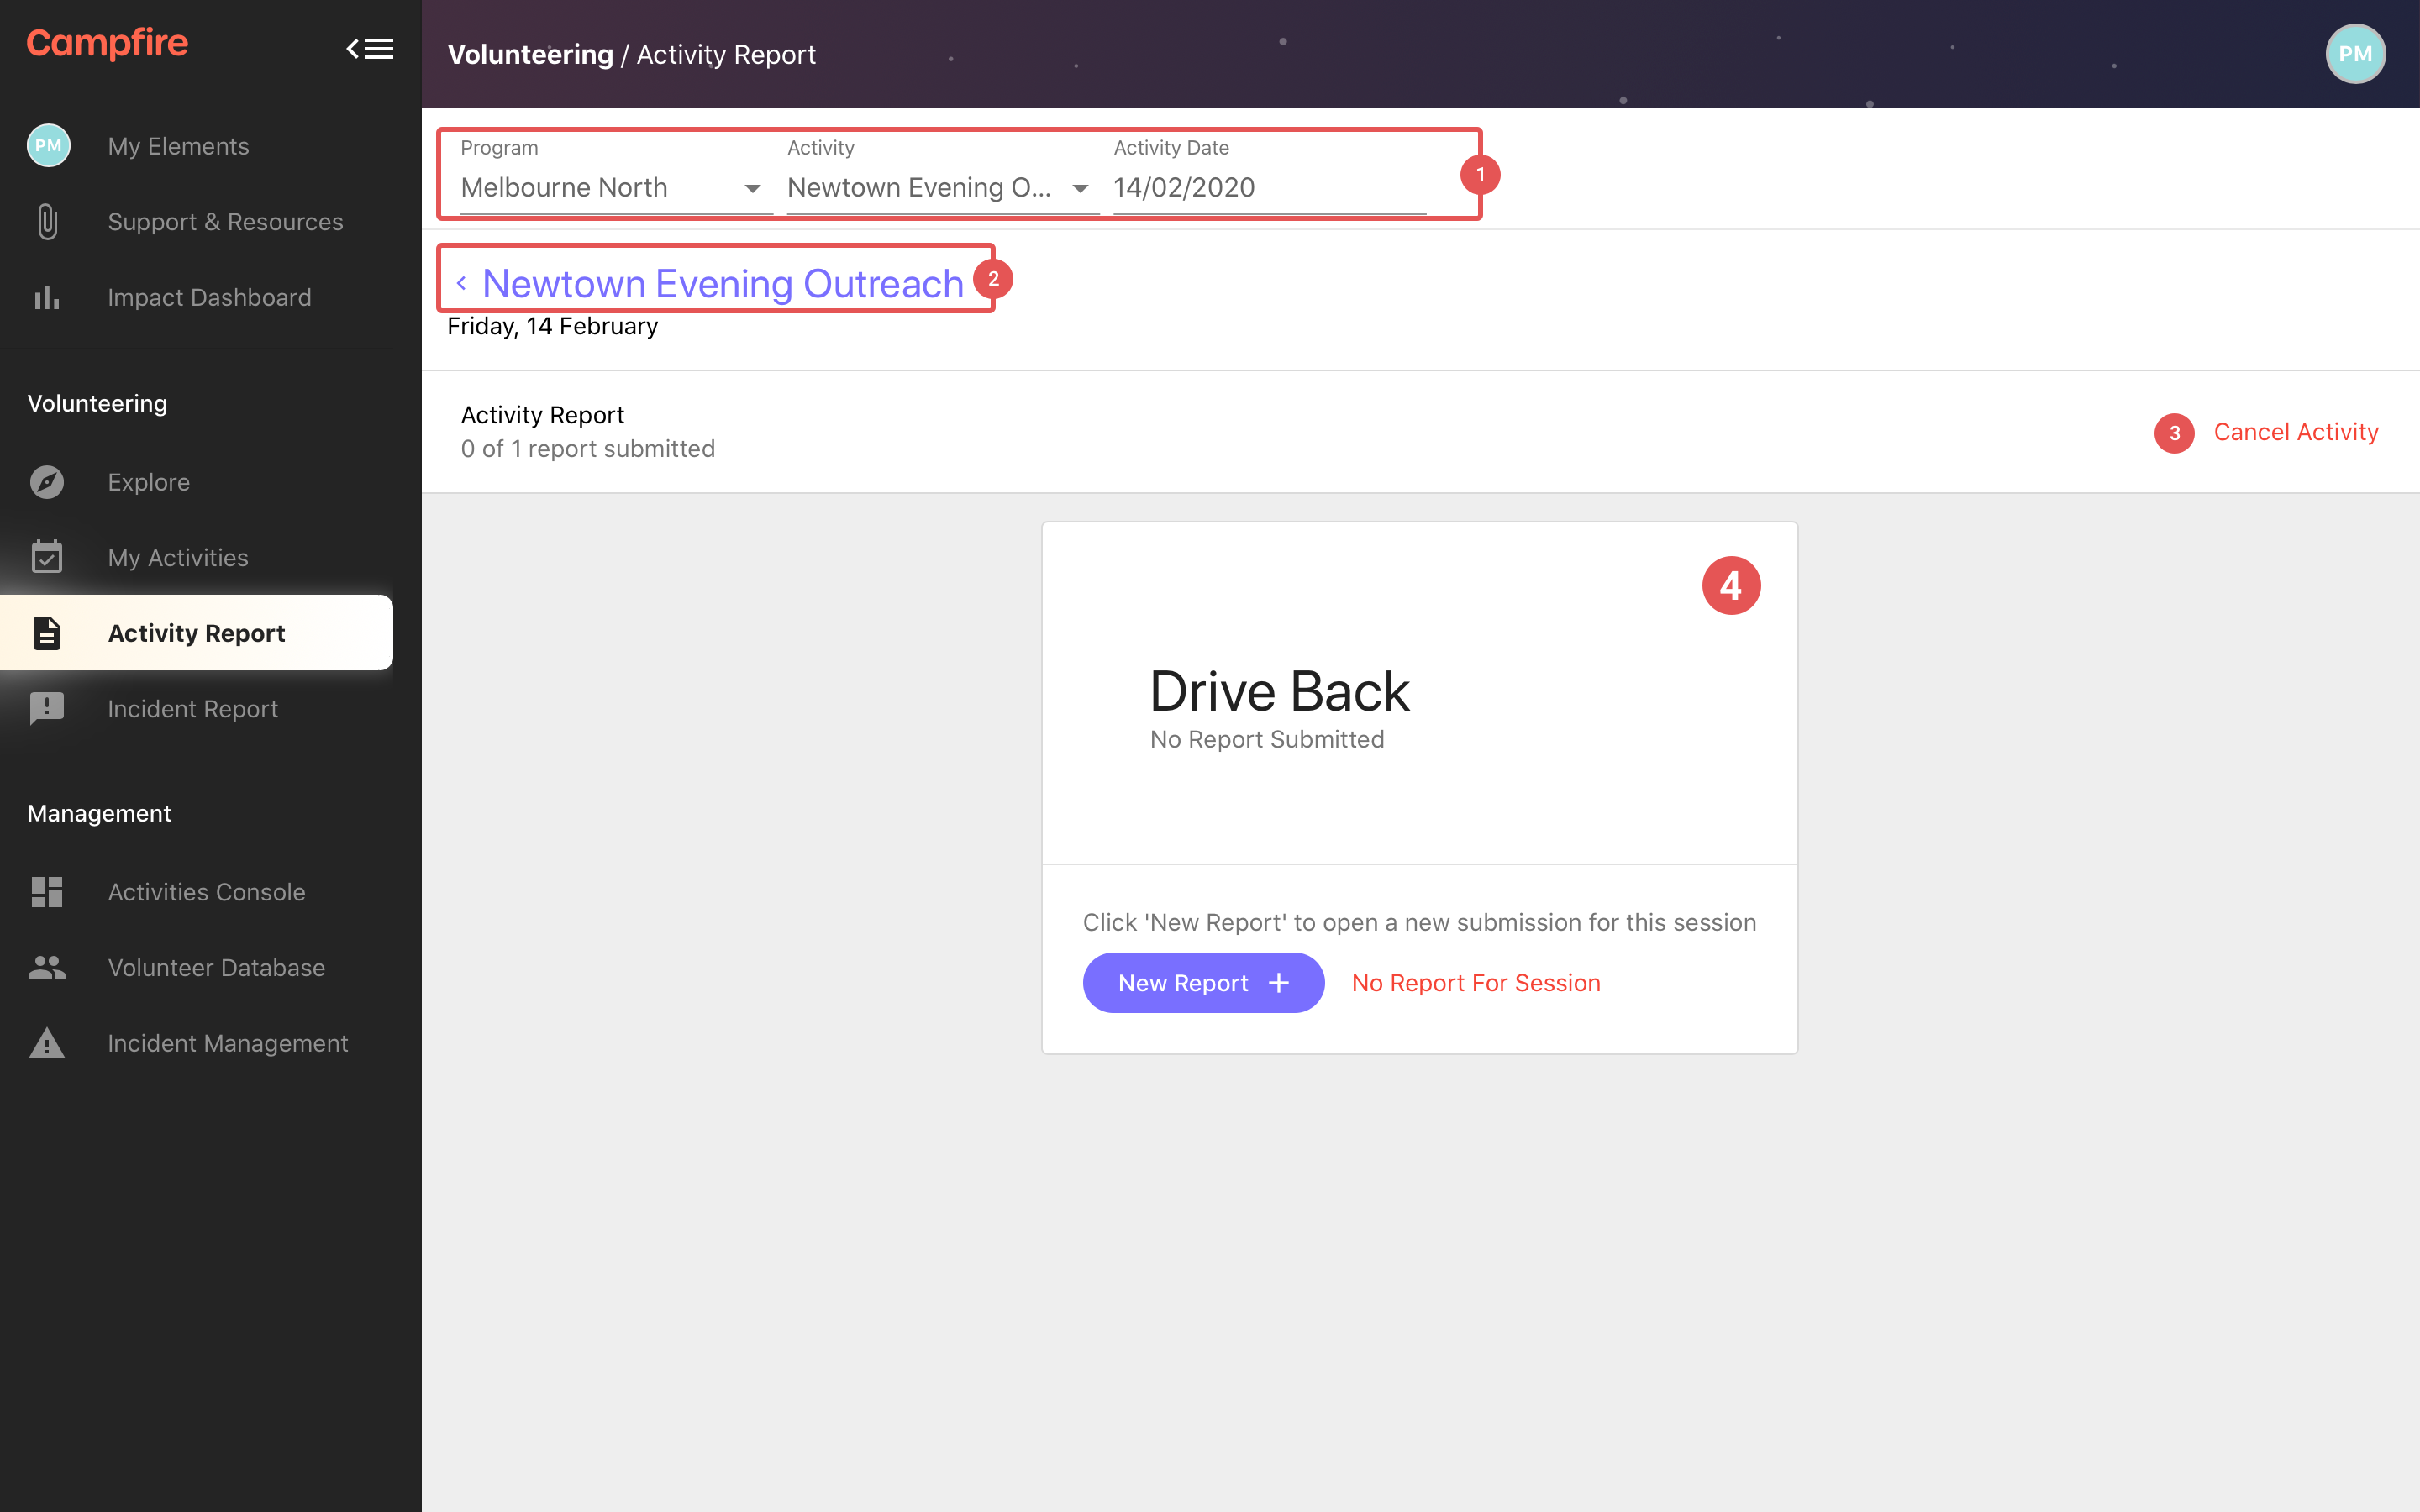 Campfire
PM
My Elements
Support & Resources
Impact Dashboard
Volunteering
Explore
My Activities
Activity Report
Incident Report
Management
Activities Console
Volunteer Database
Incident Management
Volunteering / Activity Report
PM
Program
Melbourne North
Activity
Newtown Evening O...
Activity Date
14/02/2020
1
Newtown Evening Outreach
2
Friday, 14 February
Activity Report
0 of 1 report submitted
3
Cancel Activity
4
Drive Back
No Report Submitted
Click 'New Report' to open a new submission for this session
New Report +
No Report For Session